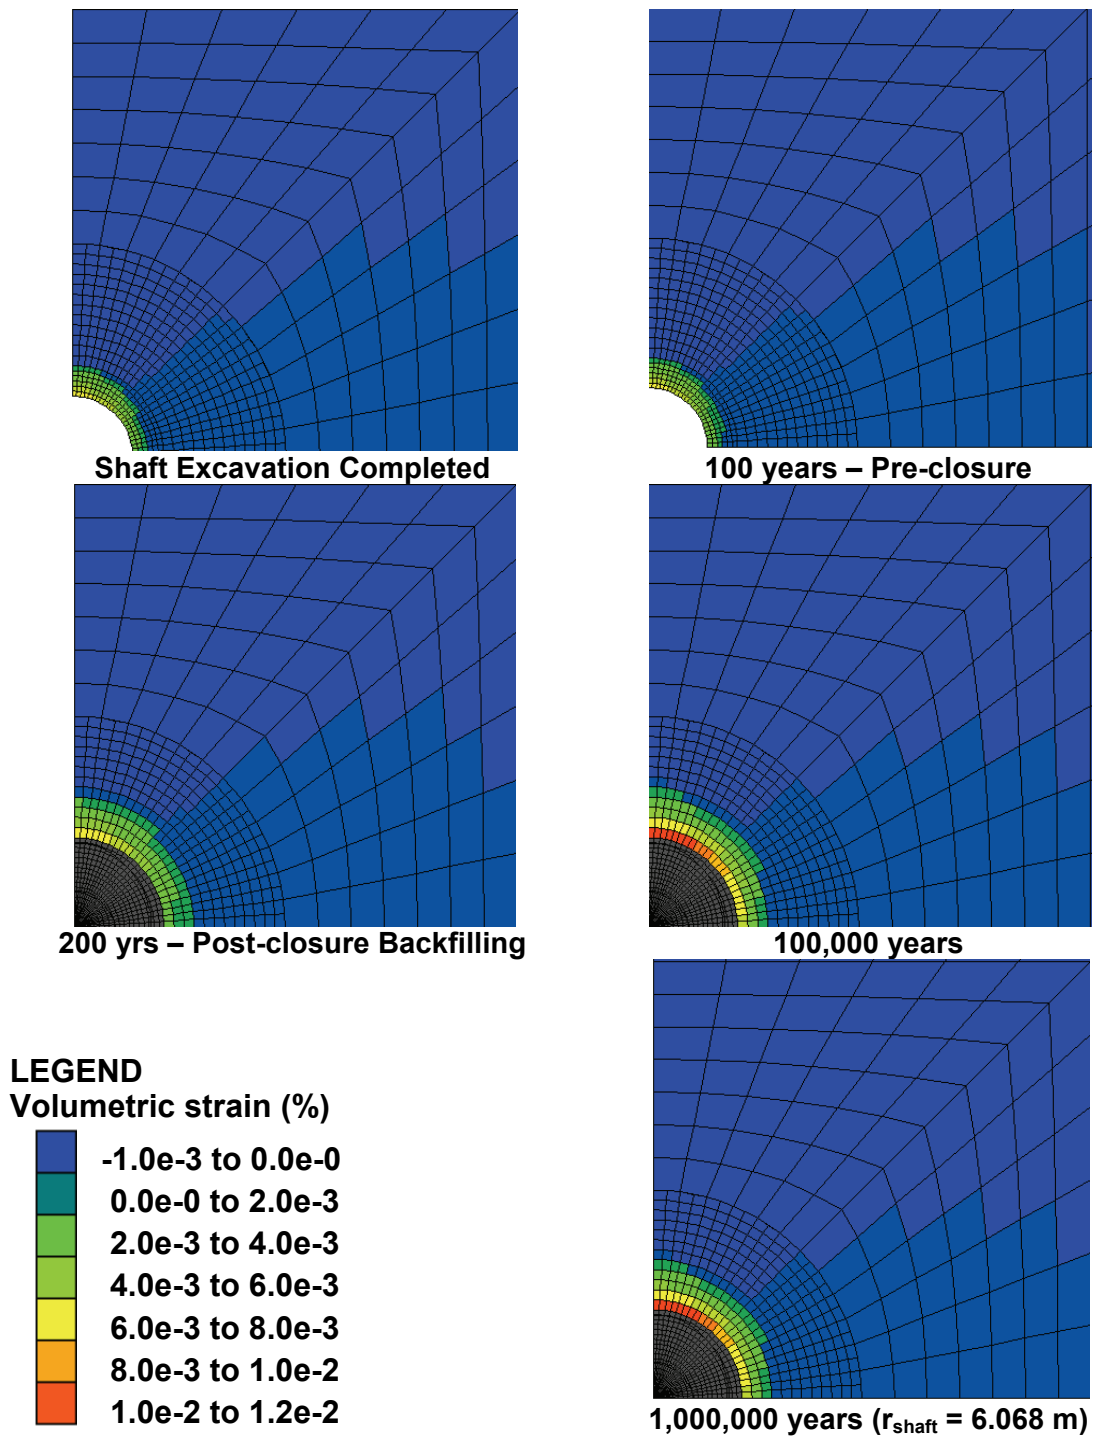 Shaft Excavation Completed
100 years – Pre-closure
200 yrs – Post-closure Backfilling
100,000 years
LEGEND
Volumetric strain (%)
-1.0e-3 to 0.0e-0
0.0e-0 to 2.0e-3
2.0e-3 to 4.0e-3
4.0e-3 to 6.0e-3
6.0e-3 to 8.0e-3
8.0e-3 to 1.0e-2
1.0e-2 to 1.2e-2
1,000,000 years (rshaft = 6.068 m)